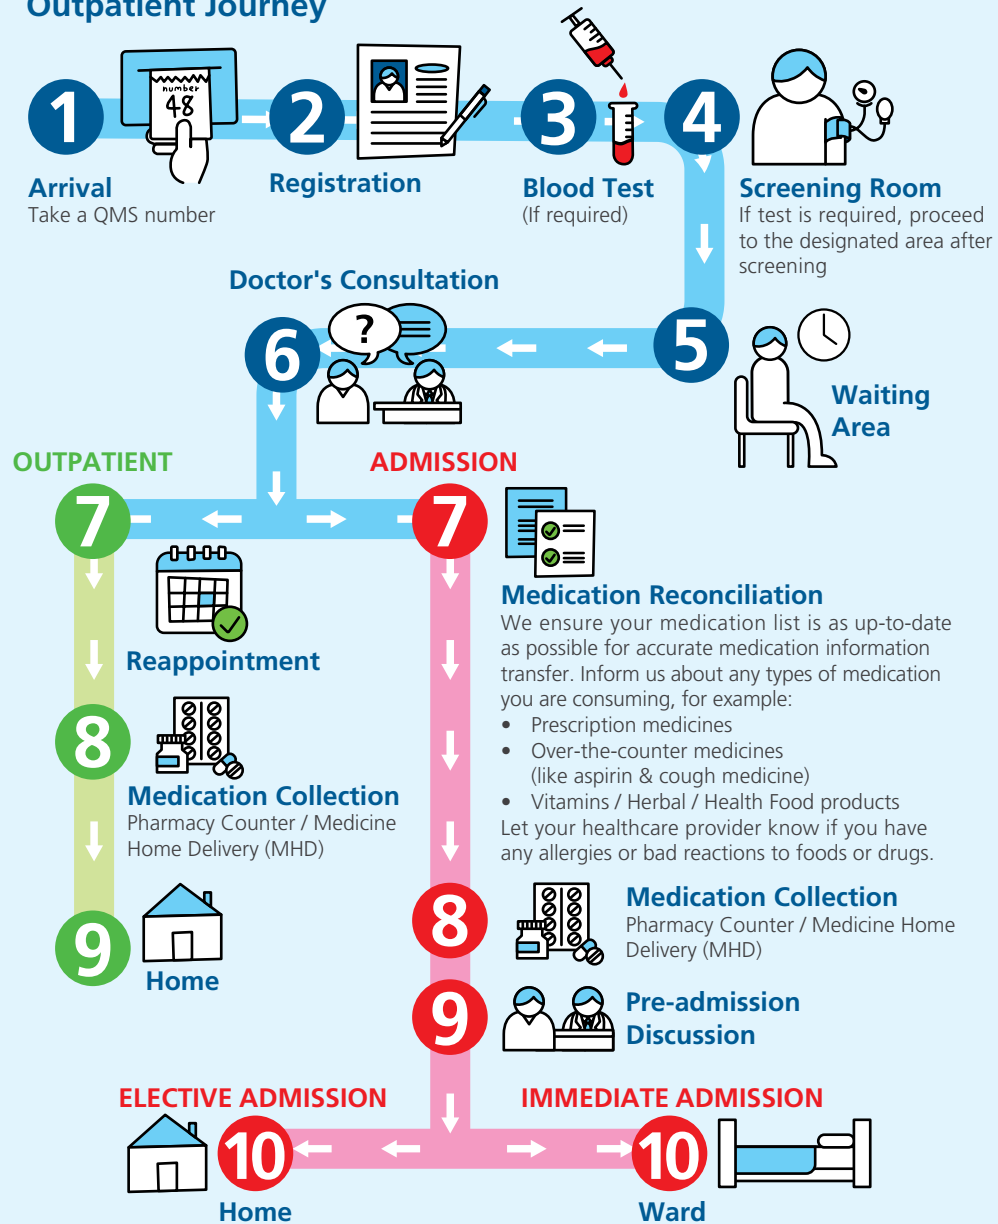 Outpatient Journey
number
48
1
2
3
4
Arrival
Take a QMS number
Registration
Blood Test
(If required)
Screening Room
If test is required, proceed
to the designated area after
screening
Doctor's Consultation
?
6
5
Waiting
Area
OUTPATIENT
7
Reappointment
8
Medication Collection
Pharmacy Counter / Medicine
Home Delivery (MHD)
9
Home
ADMISSION
7
Medication Reconciliation
We ensure your medication list is as up-to-date
as possible for accurate medication information
transfer. Inform us about any types of medication
you are consuming, for example:
• Prescription medicines
• Over-the-counter medicines
(like aspirin & cough medicine)
• Vitamins / Herbal / Health Food products
Let your healthcare provider know if you have
any allergies or bad reactions to foods or drugs.
8
Medication Collection
Pharmacy Counter / Medicine Home
Delivery (MHD)
9
Pre-admission
Discussion
ELECTIVE ADMISSION
10
Home
IMMEDIATE ADMISSION
10
Ward